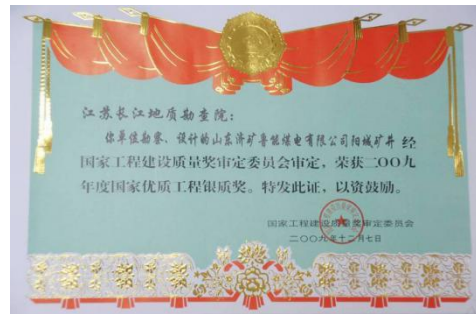 江苏长江地质勘查院：
你单位勘察、设计的山东济矿鲁能煤电有限公司阳城矿井 经
国家工程建设质量奖审定委员会审定，荣获二〇〇九
年度国家优质工程银质奖。特发此证，以资鼓励。
国家工程建设质量奖审定委员会
二〇〇九年十二月七日